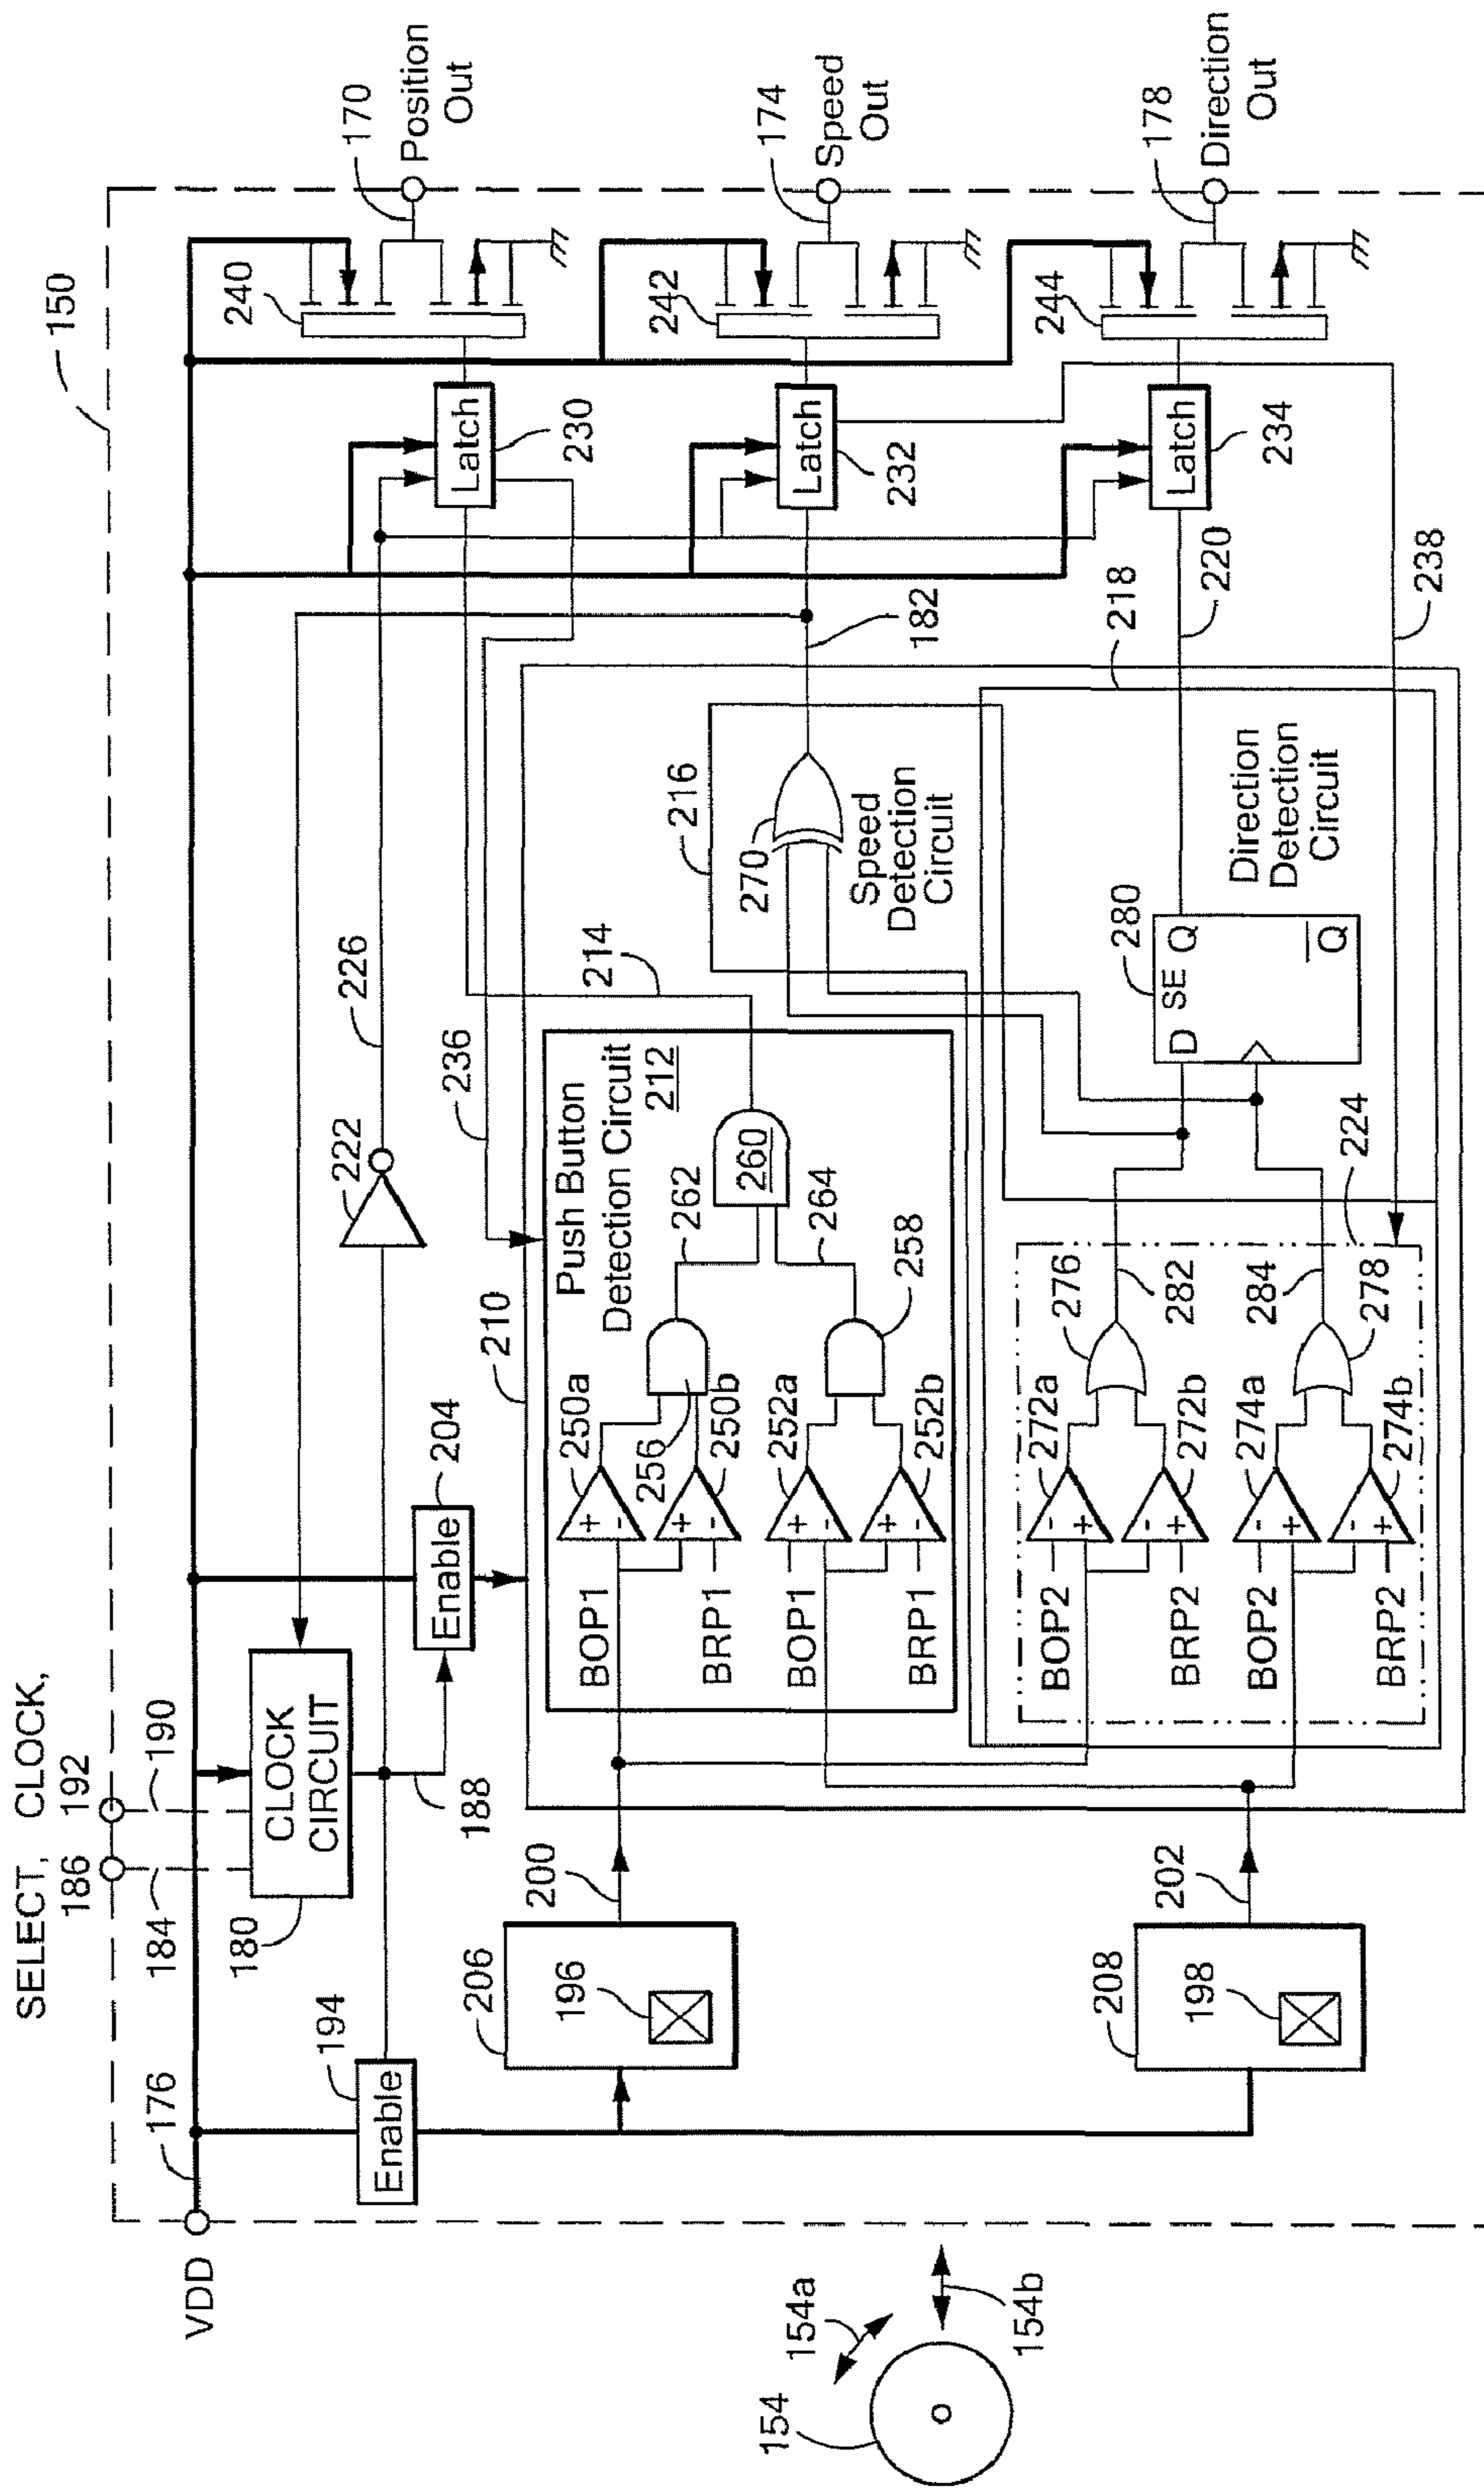 SELECT, CLOCK,
186 192
184
190
150
VDD
176
180
CLOCK
CIRCUIT
188
194
Enable
204
Enable
222
226
236
210
214
206
196
200
208
198
202
154
154a
154b
Push Button
Detection Circuit
212
BOP1
BRP1
BOP1
BRP1
+
-
+
-
+
-
+
-
250a
250b
252a
252b
256
258
260
262
264
216
270
Speed
Detection
Circuit
182
BOP2
BRP2
BOP2
BRP2
-
+
-
+
-
+
-
+
272a
272b
274a
274b
276
278
282
284
224
280
D
SE
Q
Q
Direction
Detection
Circuit
218
220
238
Latch
230
Latch
232
Latch
234
240
242
244
170
Position
Out
174
Speed
Out
178
Direction
Out